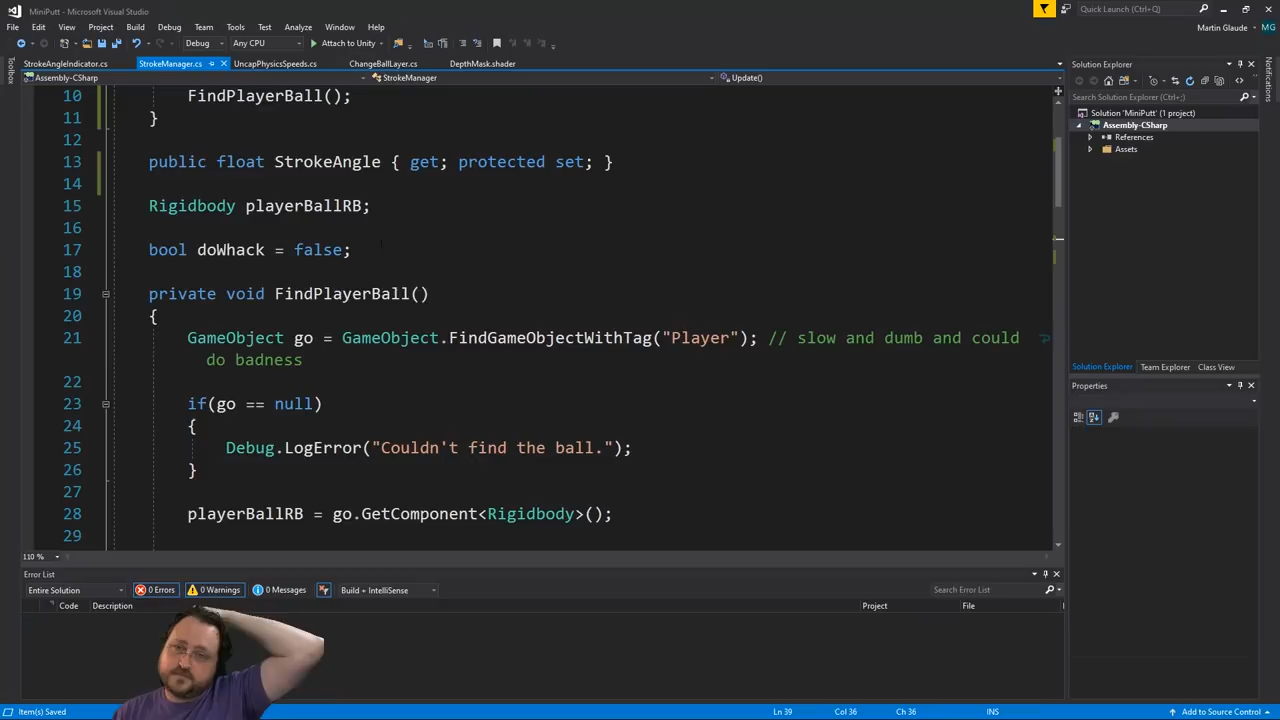 MiniPutt - Microsoft Visual Studio
Quick Launch (Ctrl+Q)
File Edit View Project Build Debug Team Tools Test Analyze Window Help
Martin Glaude MG
Debug Any CPU Attach to Unity
Toolbox
StrokeAngleIndicator.cs StrokeManager.cs UncapPhysicsSpeeds.cs ChangeBallLayer.cs DepthMask.shader
Assembly-CSharp StrokeManager Update()
10 FindPlayerBall();
11 }
12
13 public float StrokeAngle { get; protected set; }
14
15 Rigidbody playerBallRB;
16
17 bool doWhack = false;
18
19 private void FindPlayerBall()
20 {
21 GameObject go = GameObject.FindGameObjectWithTag("Player"); // slow and dumb and could
do badness
22
23 if(go == null)
24 {
25 Debug.LogError("Couldn't find the ball.");
26 }
27
28 playerBallRB = go.GetComponent<Rigidbody>();
29
110 %
Solution Explorer
Search Solution Explorer (Ctrl+;)
Solution 'MiniPutt' (1 project)
Assembly-CSharp
References
Assets
Solution Explorer Team Explorer Class View
Properties
Notifications
Error List
Entire Solution 0 Errors 0 Warnings 0 Messages Build + IntelliSense Search Error List
Code Description Project File
Item(s) Saved Ln 39 Col 36 Ch 36 INS Add to Source Control